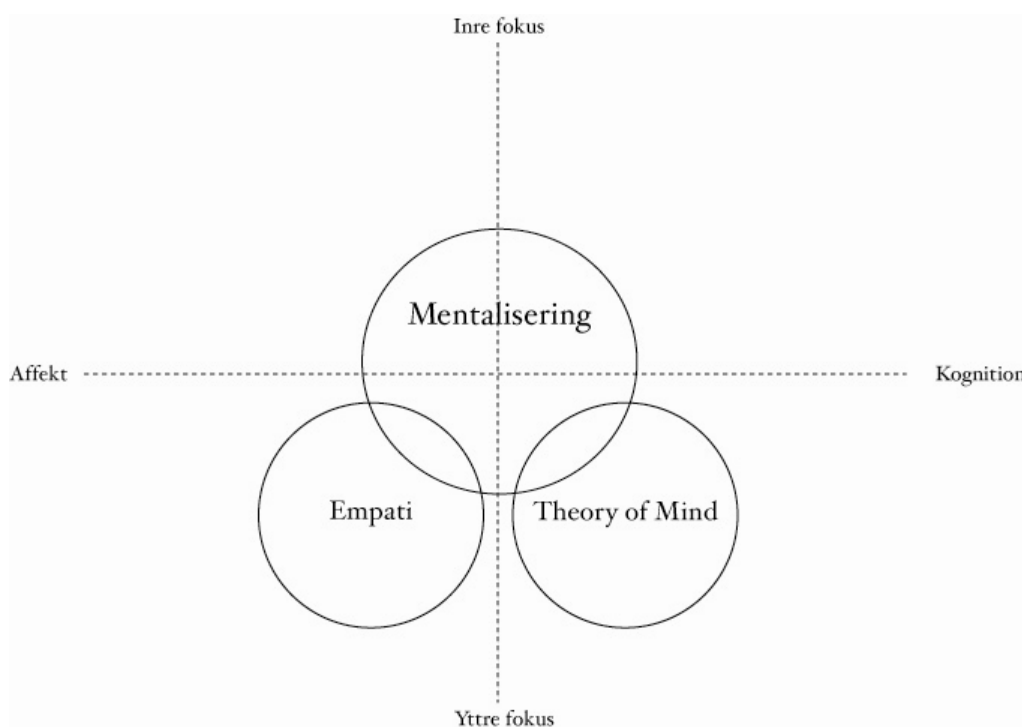 Inre fokus
Mentalisering
Affekt
Kognition
Empati
Theory of Mind
Yttre fokus